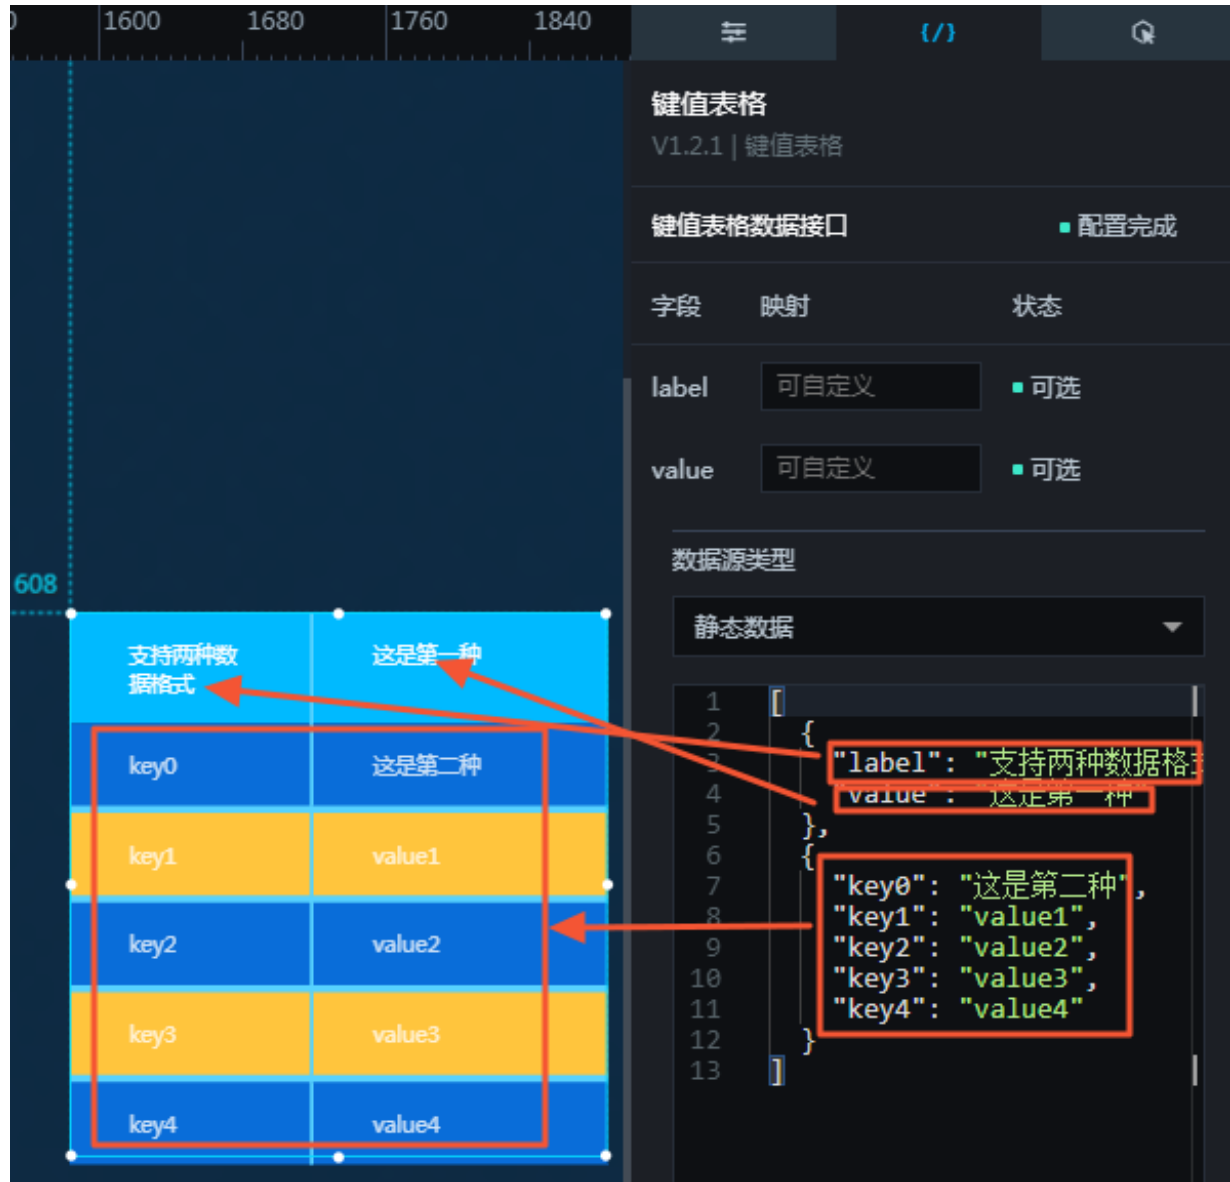 1600 1680 1760 1840
{/}
键值表格
V1.2.1 | 键值表格
键值表格数据接口 配置完成
字段 映射 状态
label 可自定义 可选
value 可自定义 可选
数据源类型
静态数据
608
支持两种数
据格式
这是第一种
key0 这是第二种
key1 value1
key2 value2
key3 value3
key4 value4
1 [
2 {
3 "label": "支持两种数据格
4 "value": "这是第一种"
5 },
6 {
7 "key0": "这是第二种",
8 "key1": "value1",
9 "key2": "value2",
10 "key3": "value3",
11 "key4": "value4"
12 }
13 ]